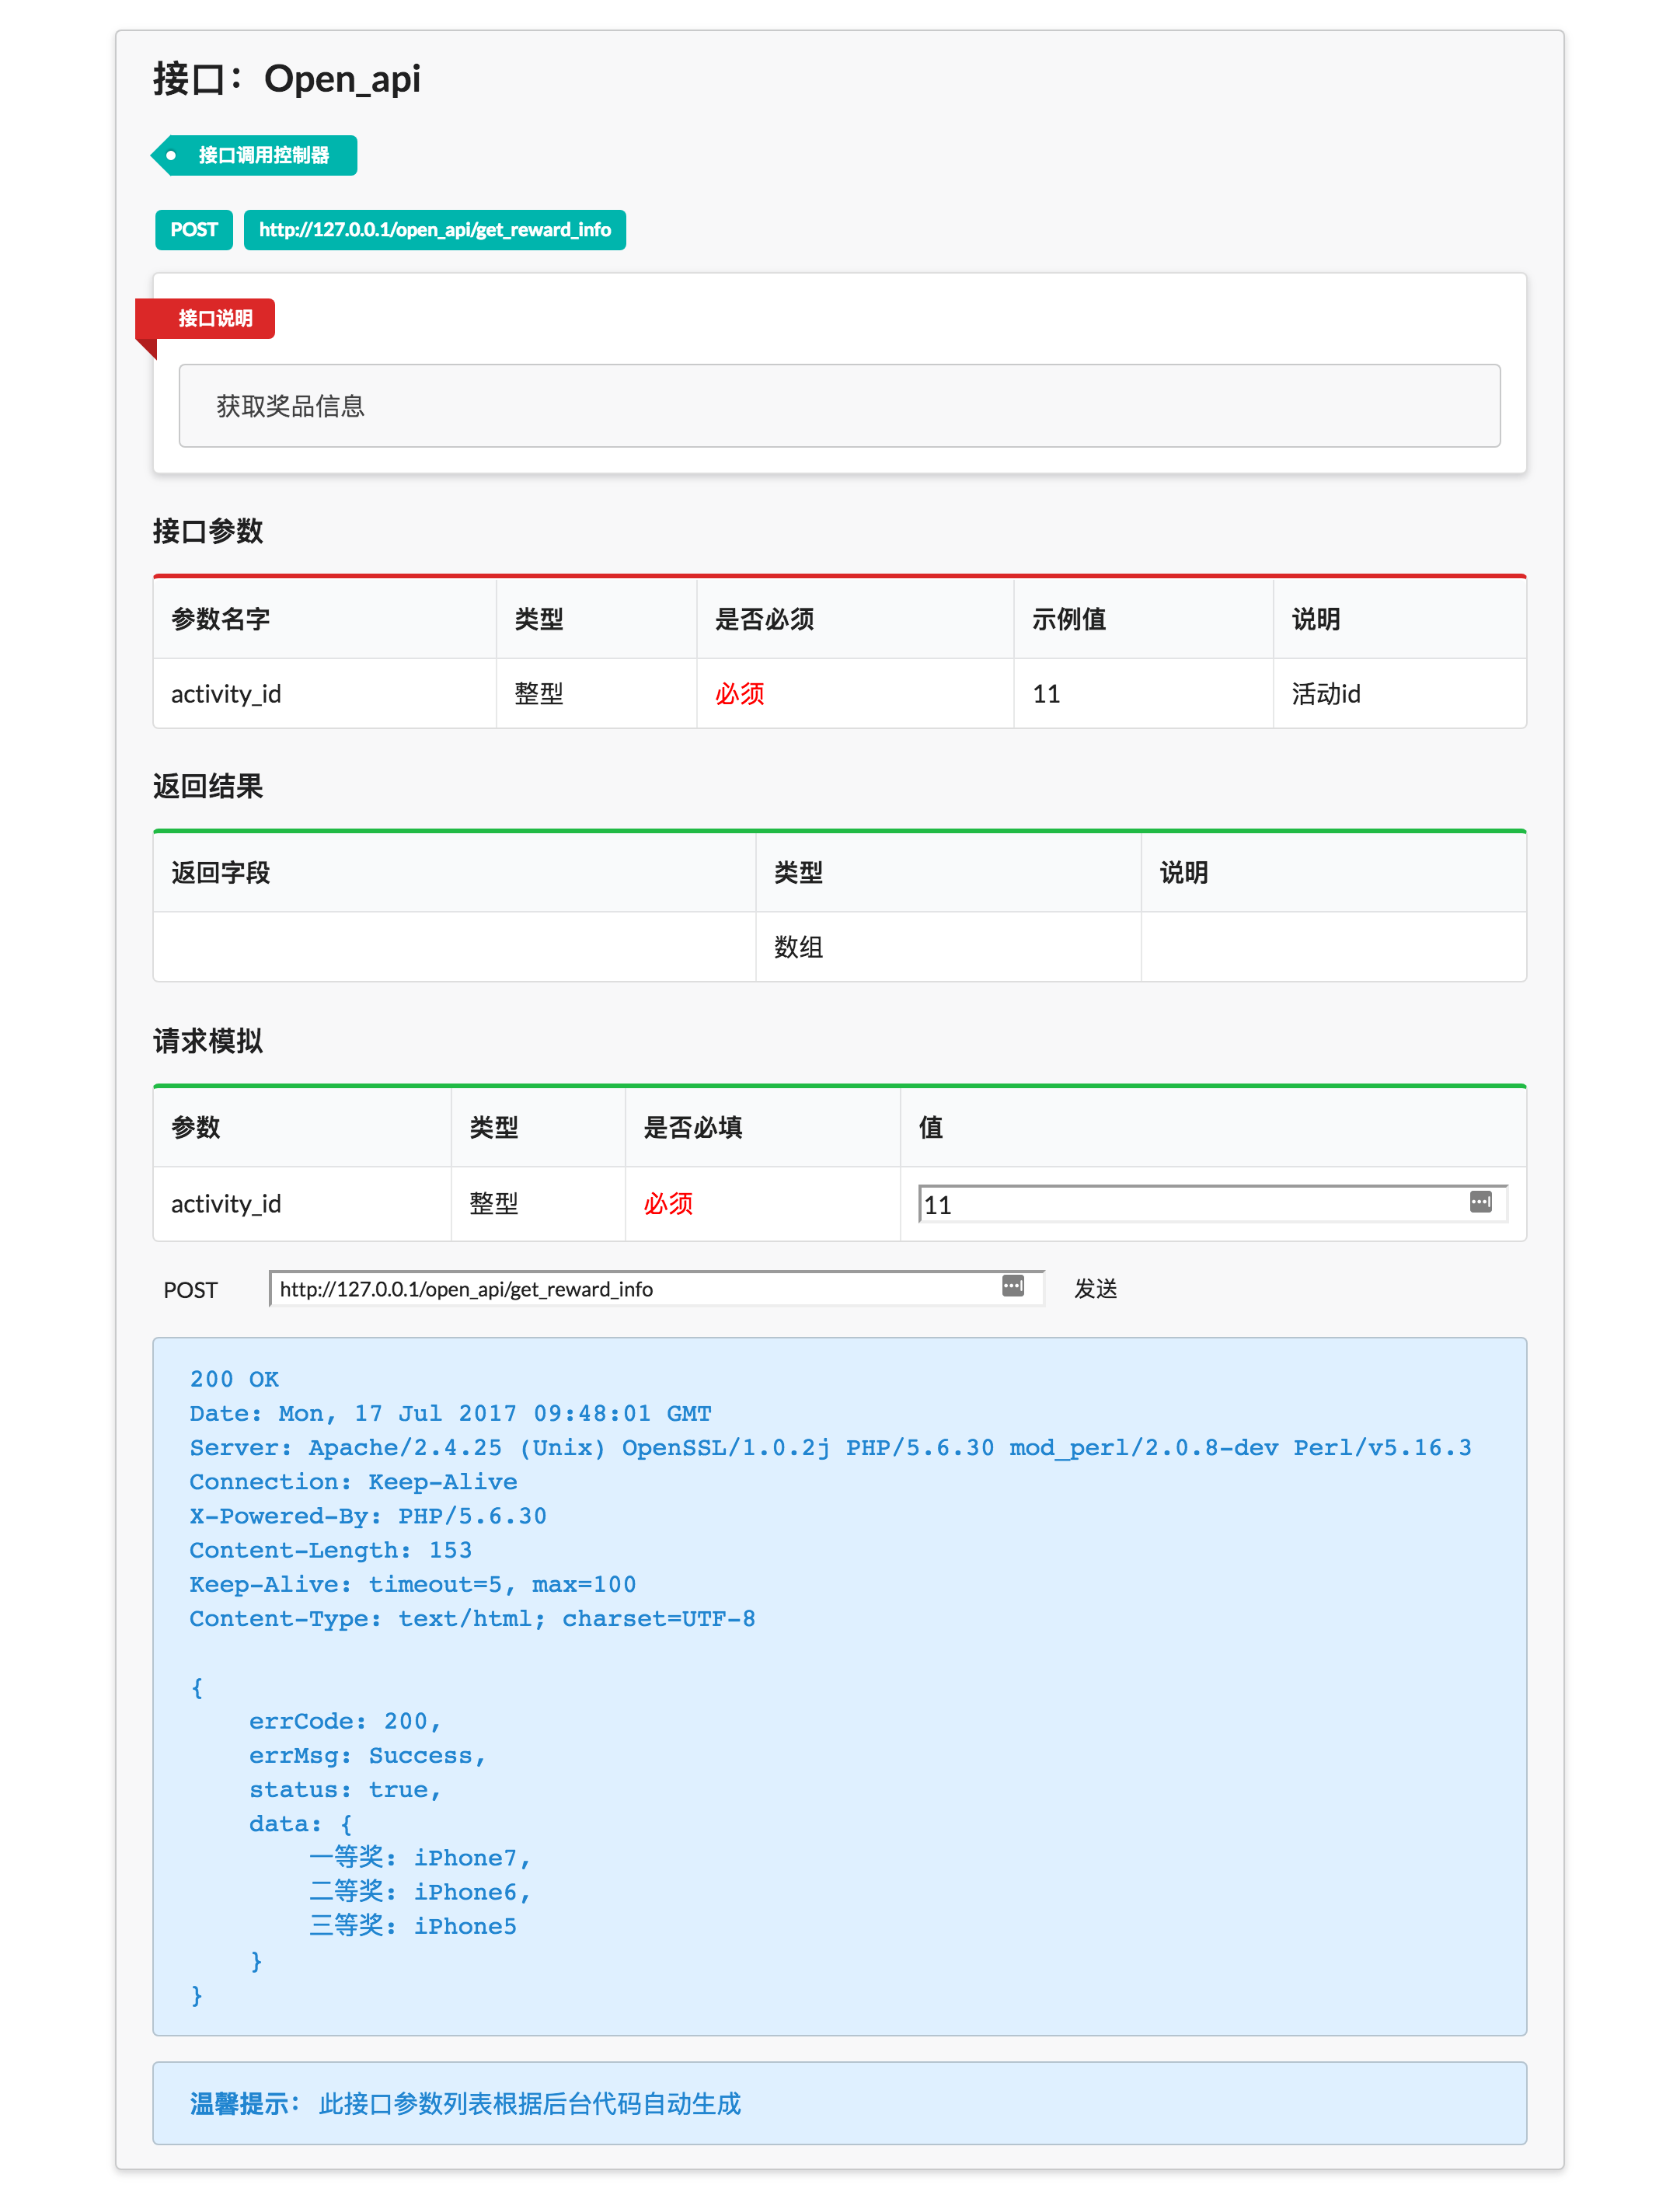 接口：Open_api
接口调用控制器
POST http://127.0.0.1/open_api/get_reward_info
接口说明
获取奖品信息
接口参数
参数名字 类型 是否必须 示例值 说明
activity_id 整型 必须 11 活动id
返回结果
返回字段 类型 说明
数组
请求模拟
参数 类型 是否必填 值
activity_id 整型 必须 11
POST http://127.0.0.1/open_api/get_reward_info 发送
200 OK
Date: Mon, 17 Jul 2017 09:48:01 GMT
Server: Apache/2.4.25 (Unix) OpenSSL/1.0.2j PHP/5.6.30 mod_perl/2.0.8-dev Perl/v5.16.3
Connection: Keep-Alive
X-Powered-By: PHP/5.6.30
Content-Length: 153
Keep-Alive: timeout=5, max=100
Content-Type: text/html; charset=UTF-8
{
errCode: 200,
errMsg: Success,
status: true,
data: {
一等奖: iPhone7,
二等奖: iPhone6,
三等奖: iPhone5
}
}
温馨提示：此接口参数列表根据后台代码自动生成